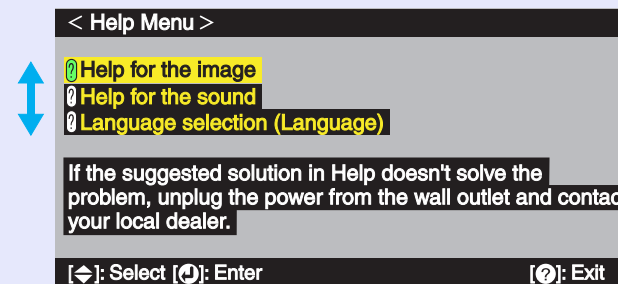 < Help Menu >
? Help for the image
? Help for the sound
? Language selection (Language)
If the suggested solution in Help doesn't solve the
problem, unplug the power from the wall outlet and contac
your local dealer.
[]: Select []: Enter [?]: Exit